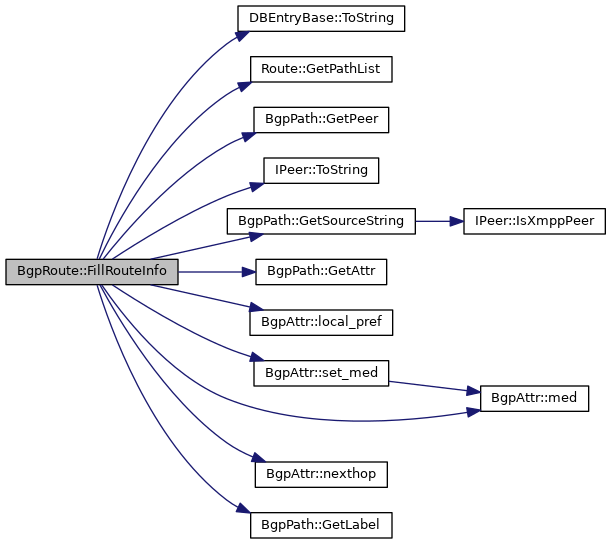 DBEntryBase::ToString
Route::GetPathList
BgpPath::GetPeer
IPeer::ToString
BgpPath::GetSourceString
IPeer::IsXmppPeer
BgpRoute::FillRouteInfo
BgpPath::GetAttr
BgpAttr::local_pref
BgpAttr::set_med
BgpAttr::med
BgpAttr::nexthop
BgpPath::GetLabel